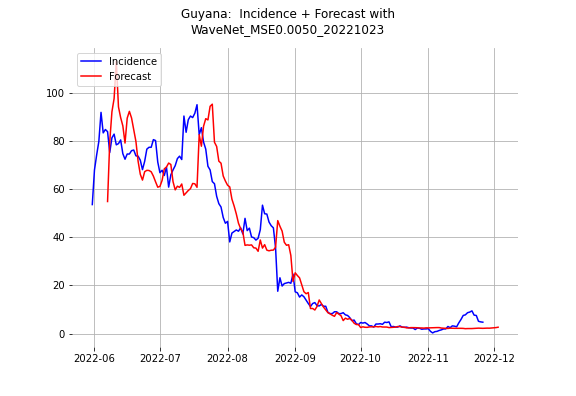 Guyana:  Incidence + Forecast with
WaveNet_MSE0.0050_20221023
Incidence
Forecast
100
80
60
40
20
0
2022-06 2022-07 2022-08 2022-09 2022-10 2022-11 2022-12